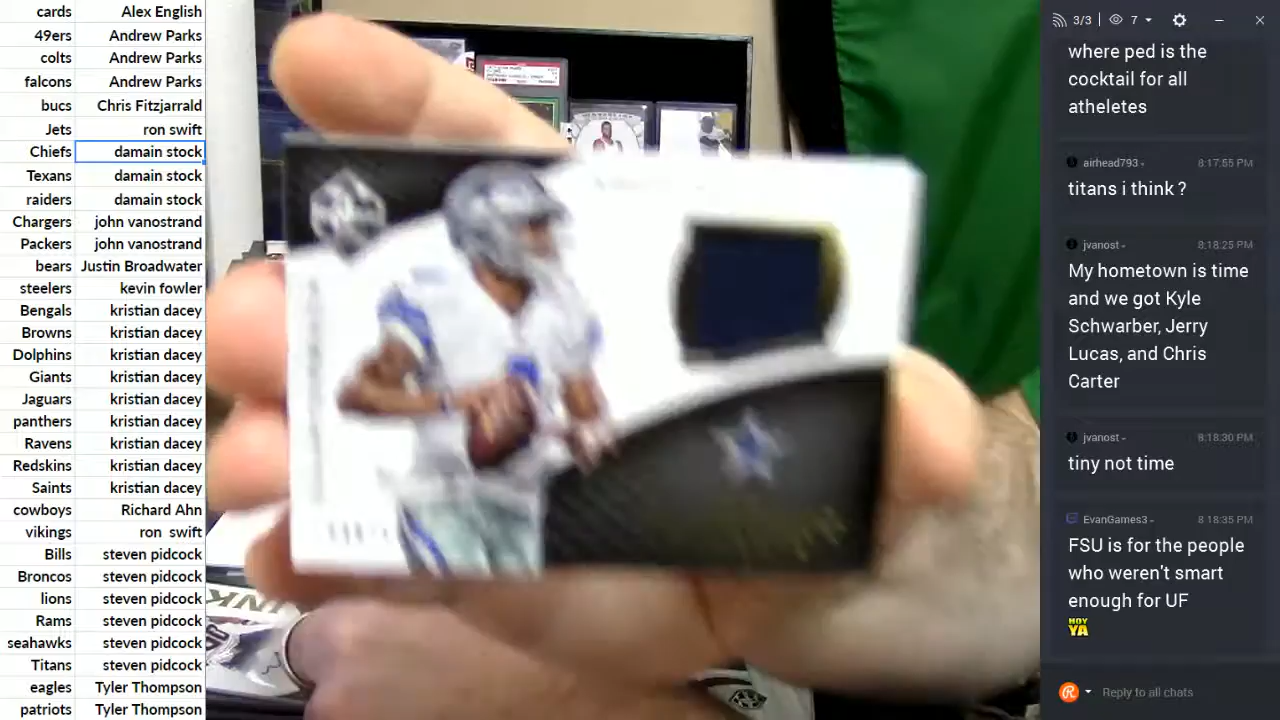 cards Alex English
49ers Andrew Parks
colts Andrew Parks
falcons Andrew Parks
bucs Chris Fitzjarrald
Jets ron swift
Chiefs damain stock
Texans damain stock
raiders damain stock
Chargers john vanostrand
Packers john vanostrand
bears Justin Broadwater
steelers kevin fowler
Bengals kristian dacey
Browns kristian dacey
Dolphins kristian dacey
Giants kristian dacey
Jaguars kristian dacey
panthers kristian dacey
Ravens kristian dacey
Redskins kristian dacey
Saints kristian dacey
cowboys Richard Ahn
vikings ron swift
Bills steven pidcock
Broncos steven pidcock
lions steven pidcock
Rams steven pidcock
seahawks steven pidcock
Titans steven pidcock
eagles Tyler Thompson
patriots Tyler Thompson
3/3 7
where ped is the
cocktail for all
atheletes
airhead793 - 8:17:55 PM
titans i think ?
jvanost - 8:18:25 PM
My hometown is time
and we got Kyle
Schwarber, Jerry
Lucas, and Chris
Carter
jvanost - 8:18:30 PM
tiny not time
EvanGames3 - 8:18:35 PM
FSU is for the people
who weren't smart
enough for UF
HOY
YA
Reply to all chats